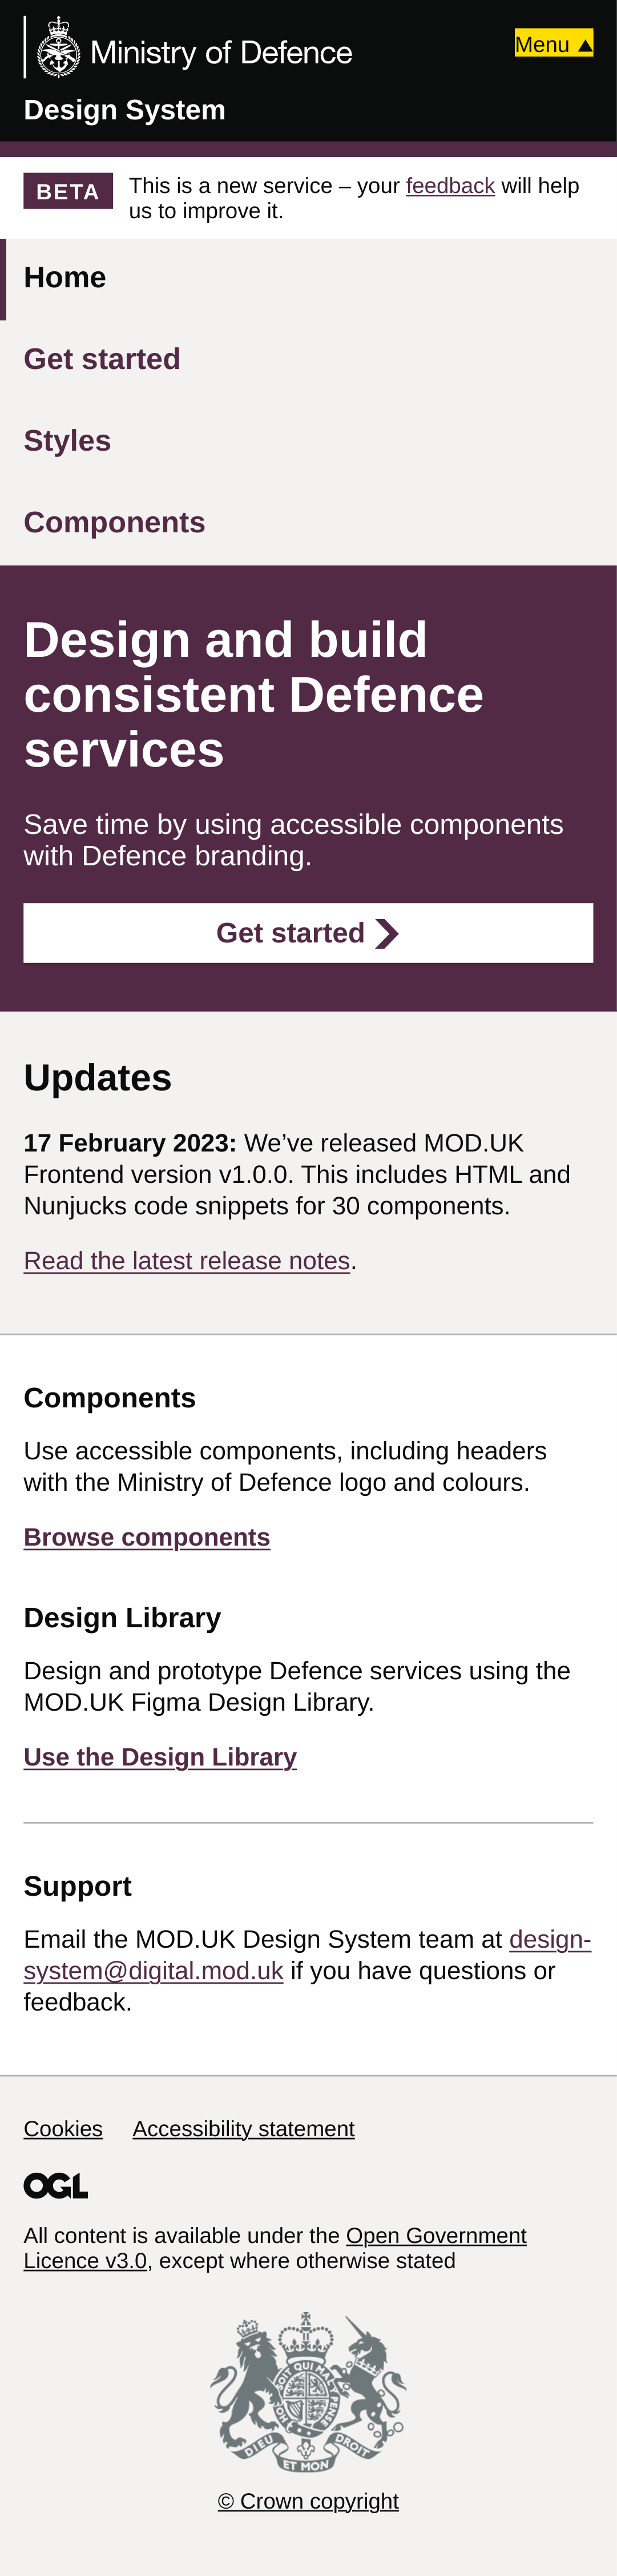 Ministry of Defence
Menu ▲
Design System
BETA
This is a new service – your feedback will help
us to improve it.
Home
Get started
Styles
Components
Design and build
consistent Defence
services
Save time by using accessible components
with Defence branding.
Get started
Updates
17 February 2023: We’ve released MOD.UK
Frontend version v1.0.0. This includes HTML and
Nunjucks code snippets for 30 components.
Read the latest release notes.
Components
Use accessible components, including headers
with the Ministry of Defence logo and colours.
Browse components
Design Library
Design and prototype Defence services using the
MOD.UK Figma Design Library.
Use the Design Library
Support
Email the MOD.UK Design System team at design-
system@digital.mod.uk if you have questions or
feedback.
Cookies Accessibility statement
OGL
All content is available under the Open Government
Licence v3.0, except where otherwise stated
DIEU ET MON DROIT
© Crown copyright